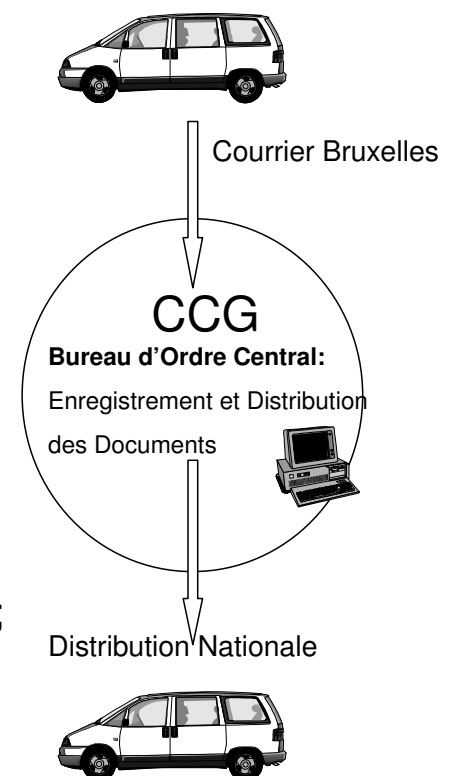 Courrier Bruxelles
CCG
Bureau d'Ordre Central:
Enregistrement et Distribution
des Documents
Distribution Nationale